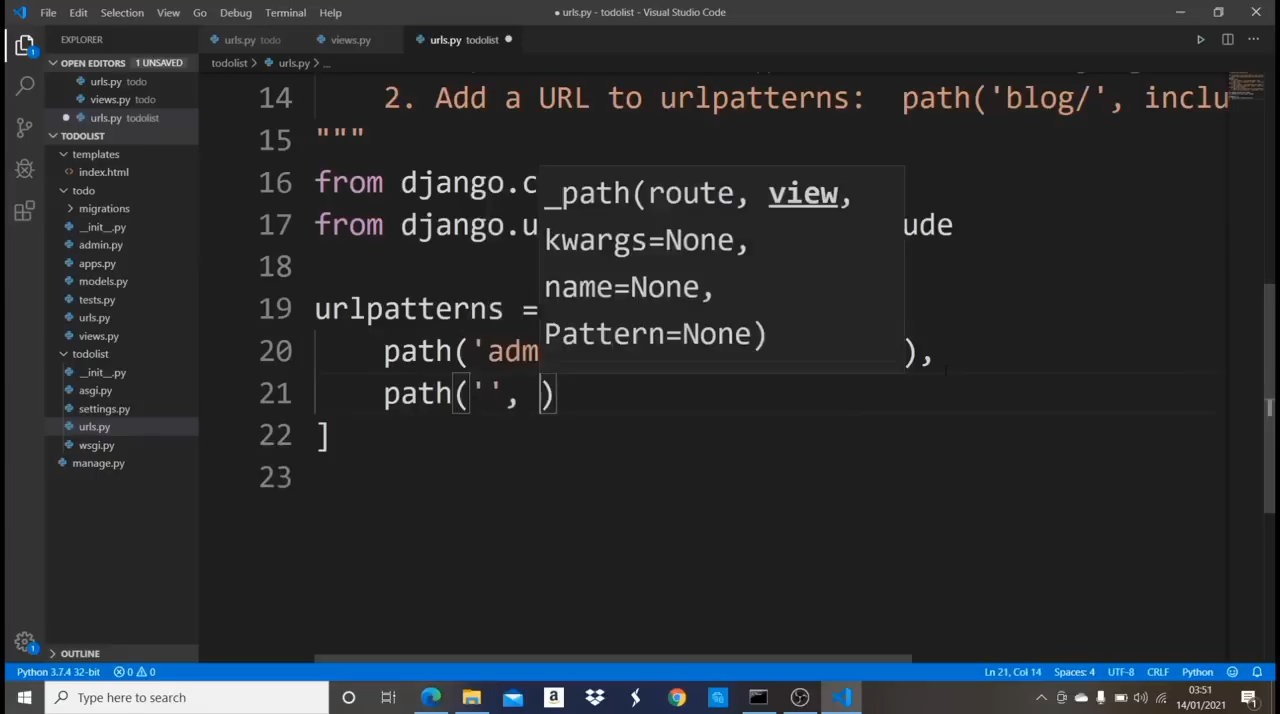 File Edit Selection View Go Debug Terminal Help
● urls.py - todolist - Visual Studio Code
EXPLORER
urls.py todo
views.py
urls.py todolist
OPEN EDITORS 1 UNSAVED
todolist > urls.py > ...
urls.py todo
views.py todo
urls.py todolist
TODOLIST
templates
index.html
todo
migrations
__init__.py
admin.py
apps.py
models.py
tests.py
urls.py
views.py
todolist
__init__.py
asgi.py
settings.py
urls.py
wsgi.py
manage.py
OUTLINE
14 2. Add a URL to urlpatterns: path('blog/', inclu
15 """
16 from django.c
17 from django.u ude
18
19 urlpatterns =
20 path('adm ),
21 path('', )
22 ]
23
_path(route, view,
kwargs=None,
name=None,
Pattern=None)
1
1
Python 3.7.4 32-bit 0 0
Ln 21, Col 14 Spaces: 4 UTF-8 CRLF Python
Type here to search
a
03:51
14/01/2021
1